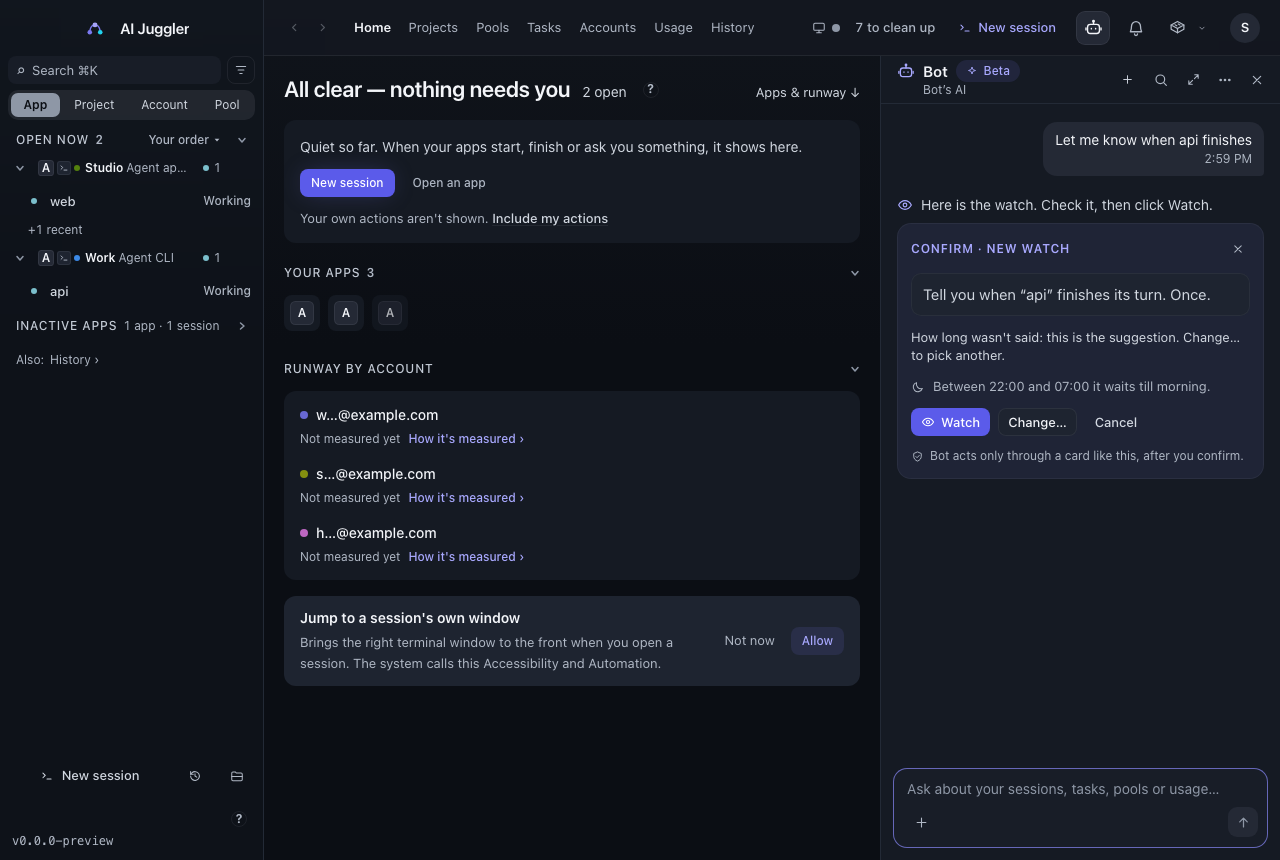 AI Juggler
Search ⌘K
App Project Account Pool
OPEN NOW 2 Your order
A Studio Agent ap... 1
web Working
+1 recent
A Work Agent CLI 1
api Working
INACTIVE APPS 1 app · 1 session
Also: History ›
New session
?
v0.0.0-preview
Home Projects Pools Tasks Accounts Usage History
7 to clean up
New session
S
All clear — nothing needs you 2 open ?
Apps & runway ↓
Quiet so far. When your apps start, finish or ask you something, it shows here.
New session Open an app
Your own actions aren't shown. Include my actions
YOUR APPS 3
A A A
RUNWAY BY ACCOUNT
w...@example.com
Not measured yet How it's measured ›
s...@example.com
Not measured yet How it's measured ›
h...@example.com
Not measured yet How it's measured ›
Jump to a session's own window
Brings the right terminal window to the front when you open a
session. The system calls this Accessibility and Automation.
Not now Allow
Bot Beta
Bot's AI
Let me know when api finishes
2:59 PM
Here is the watch. Check it, then click Watch.
CONFIRM · NEW WATCH
Tell you when “api” finishes its turn. Once.
How long wasn't said: this is the suggestion. Change...
to pick another.
Between 22:00 and 07:00 it waits till morning.
Watch Change... Cancel
Bot acts only through a card like this, after you confirm.
Ask about your sessions, tasks, pools or usage...